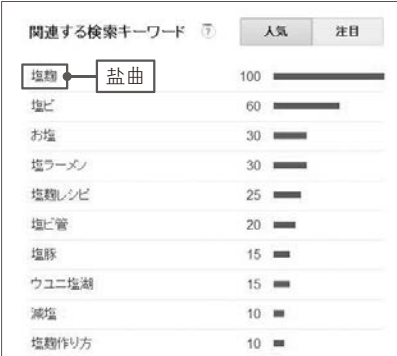 関連する検索キーワード ? 人気 注目
塩麹 盐曲 100
塩ビ 60
お塩 30
塩ラーメン 30
塩麹レシピ 25
塩ビ管 20
塩豚 15
ウユニ塩湖 15
減塩 10
塩麹作り方 10